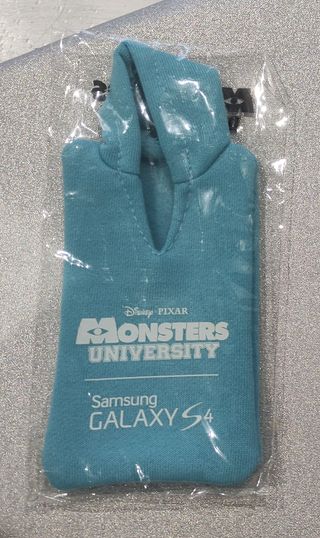 Disney PIXAR
MONSTERS
UNIVERSITY
Samsung
GALAXY S4